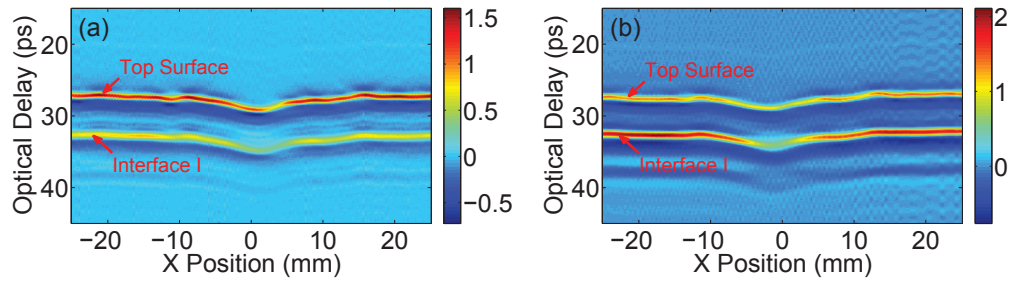 (a)
Top Surface
Interface I
Optical Delay (ps)
20
30
40
−20
−10
0
10
20
X Position (mm)
1.5
1
0.5
0
−0.5
(b)
Top Surface
Interface I
Optical Delay (ps)
20
30
40
−20
−10
0
10
20
X Position (mm)
2
1
0